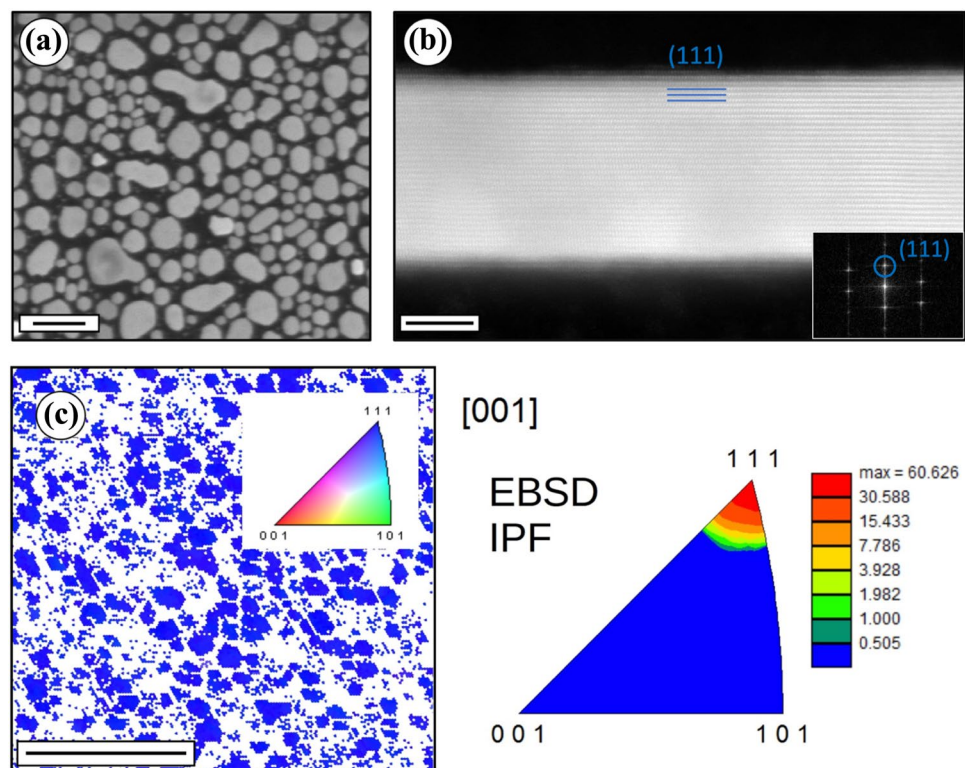 (a)
(b)
(111)
(111)
(c)
1 1 1
0 0 1
1 0 1
[001]
EBSD
IPF
1 1 1
0 0 1
1 0 1
max = 60.626
30.588
15.433
7.786
3.928
1.982
1.000
0.505